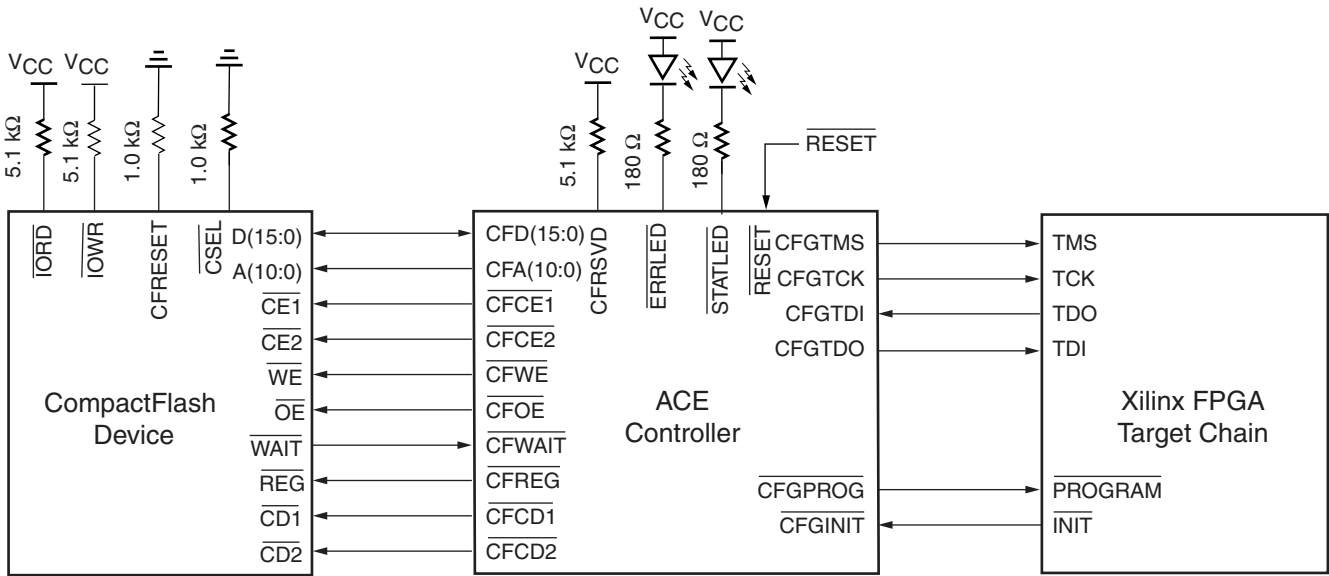 VCC
VCC
5.1 kΩ
5.1 kΩ
1.0 kΩ
1.0 kΩ
IORD
IOWR
CFRESET
CSEL
D(15:0)
A(10:0)
CE1
CE2
WE
OE
WAIT
REG
CD1
CD2
CompactFlash
Device
VCC
VCC
VCC
5.1 kΩ
180 Ω
180 Ω
RESET
CFD(15:0)
CFA(10:0)
CFCE1
CFCE2
CFWE
CFOE
CFWAIT
CFREG
CFCD1
CFCD2
CFRSVD
ERRLED
STATLED
RESET
CFGTMS
CFGTCK
CFGTDI
CFGTDO
ACE
Controller
CFGPROG
CFGINIT
TMS
TCK
TDO
TDI
Xilinx FPGA
Target Chain
PROGRAM
INIT